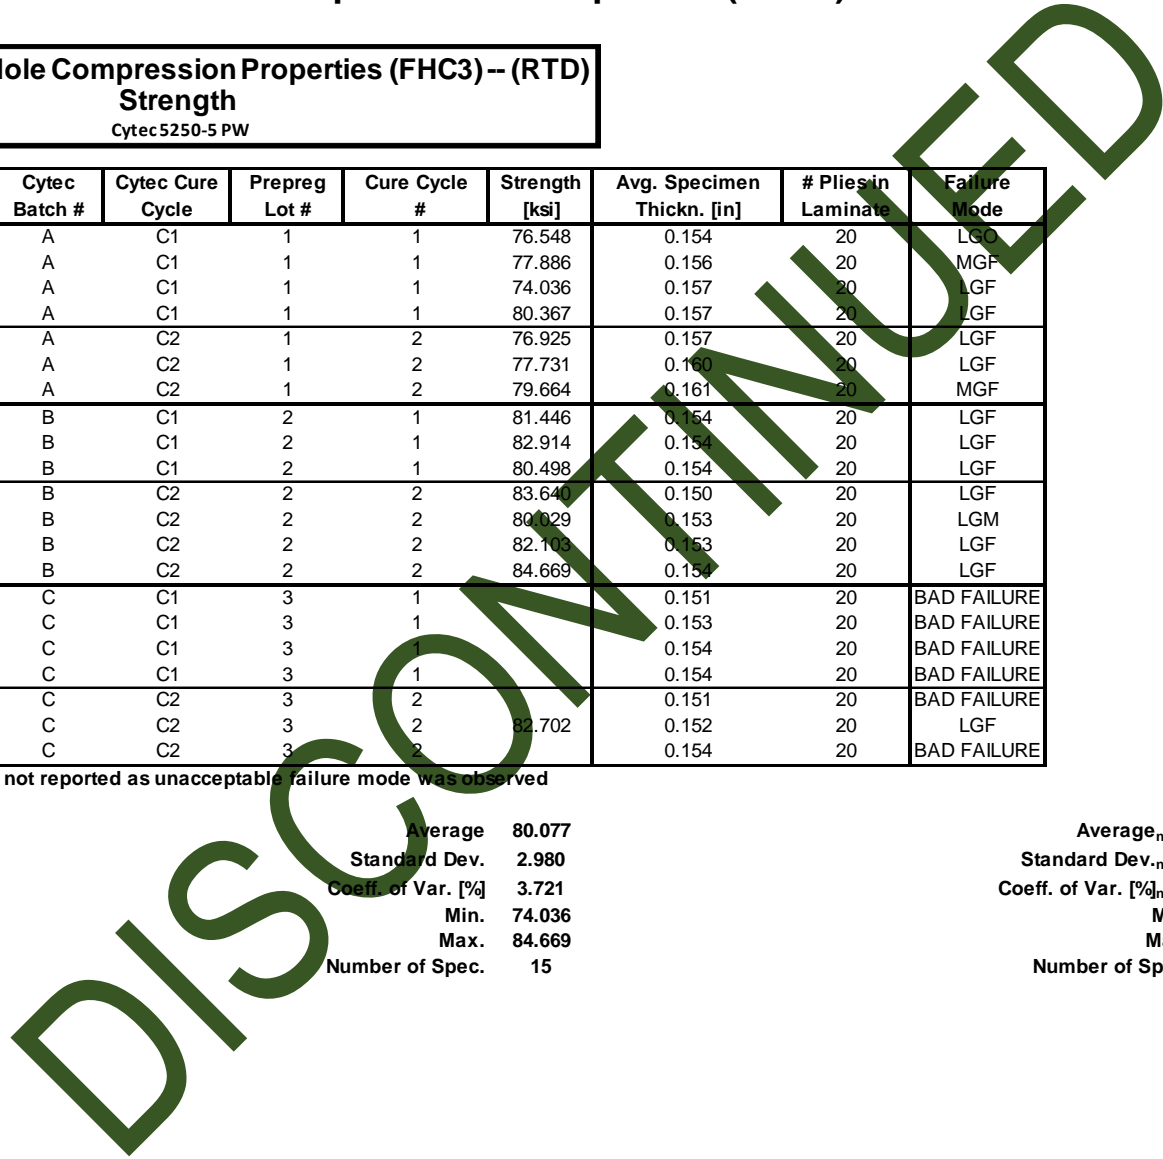 Compression Properties (FHC3) -- (RTD)
Strength
Cytec 5250-5 PW
Cytec Batch # Cytec Cure Cycle Prepreg Lot # Cure Cycle # Strength [ksi] Avg. Specimen Thickn. [in] # Plies in Laminate Failure Mode
A C1 1 1 76.548 0.154 20 LGO
A C1 1 1 77.886 0.156 20 MGF
A C1 1 1 74.036 0.157 20 LGF
A C1 1 1 80.367 0.157 20 LGF
A C2 1 2 76.925 0.157 20 LGF
A C2 1 2 77.731 0.160 20 LGF
A C2 1 2 79.664 0.161 20 MGF
B C1 2 1 81.446 0.154 20 LGF
B C1 2 1 82.914 0.154 20 LGF
B C1 2 1 80.498 0.154 20 LGF
B C2 2 2 83.640 0.150 20 LGF
B C2 2 2 80.029 0.153 20 LGM
B C2 2 2 82.103 0.153 20 LGF
B C2 2 2 84.669 0.154 20 LGF
C C1 3 1 0.151 20 BAD FAILURE
C C1 3 1 0.153 20 BAD FAILURE
C C1 3 1 0.154 20 BAD FAILURE
C C1 3 1 0.154 20 BAD FAILURE
C C2 3 2 0.151 20 BAD FAILURE
C C2 3 2 82.702 0.152 20 LGF
C C2 3 2 0.154 20 BAD FAILURE
not reported as unacceptable failure mode was observed
Average 80.077 Average
Standard Dev. 2.980 Standard Dev.
Coeff. of Var. [%] 3.721 Coeff. of Var. [%]
Min. 74.036
Max. 84.669
Number of Spec. 15 Number of
DISCONTINUED